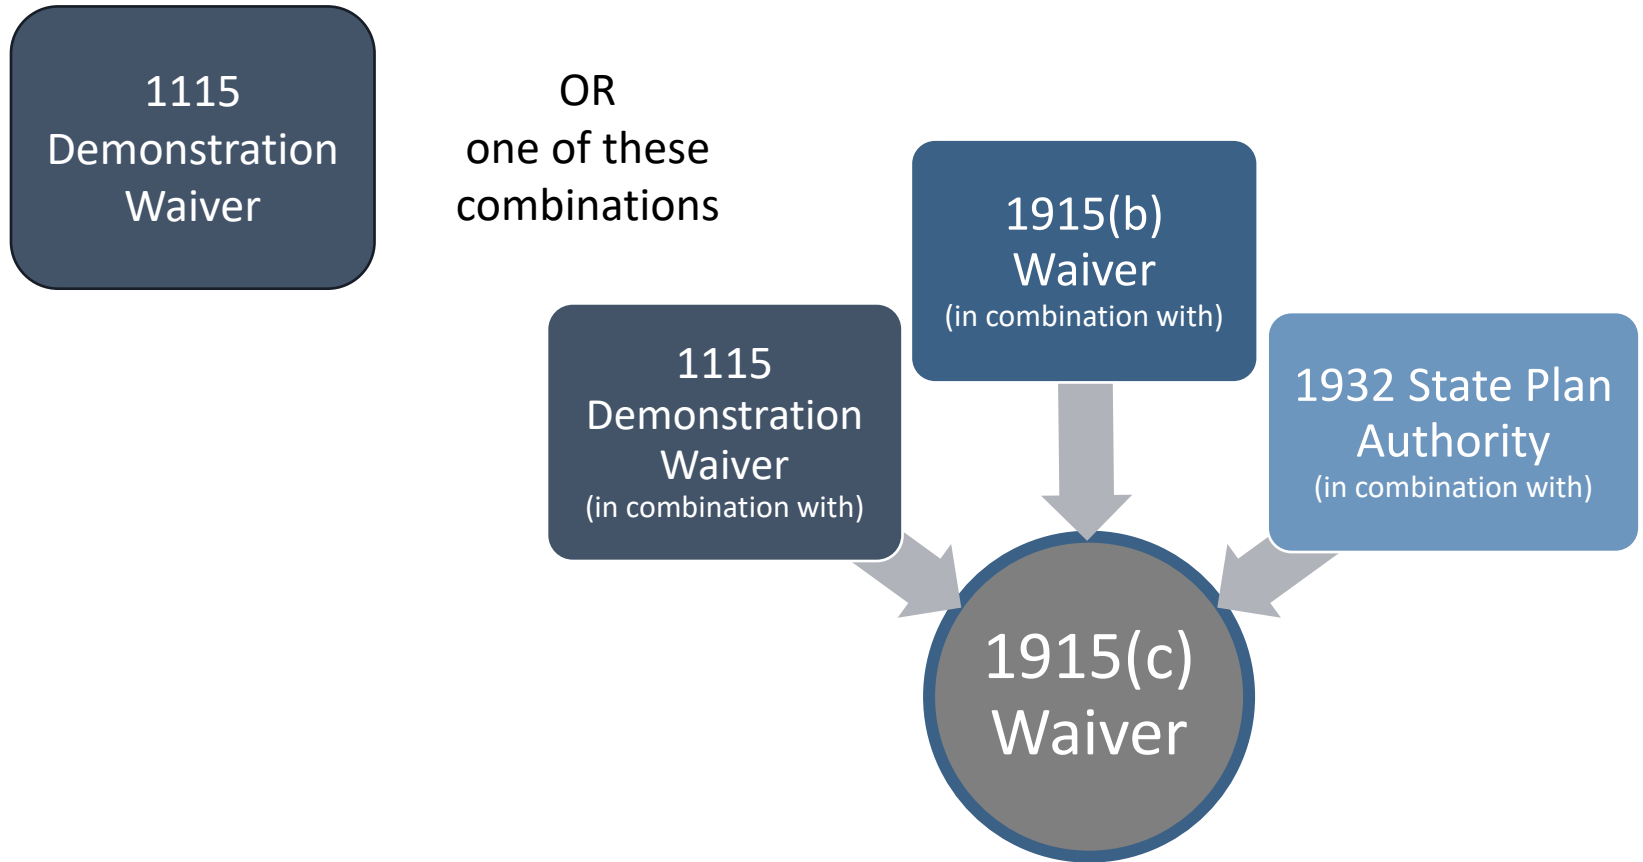 1115
Demonstration
Waiver
OR
one of these
combinations
1115
Demonstration
Waiver
(in combination with)
1915(b)
Waiver
(in combination with)
1932 State Plan
Authority
(in combination with)
1915(c)
Waiver